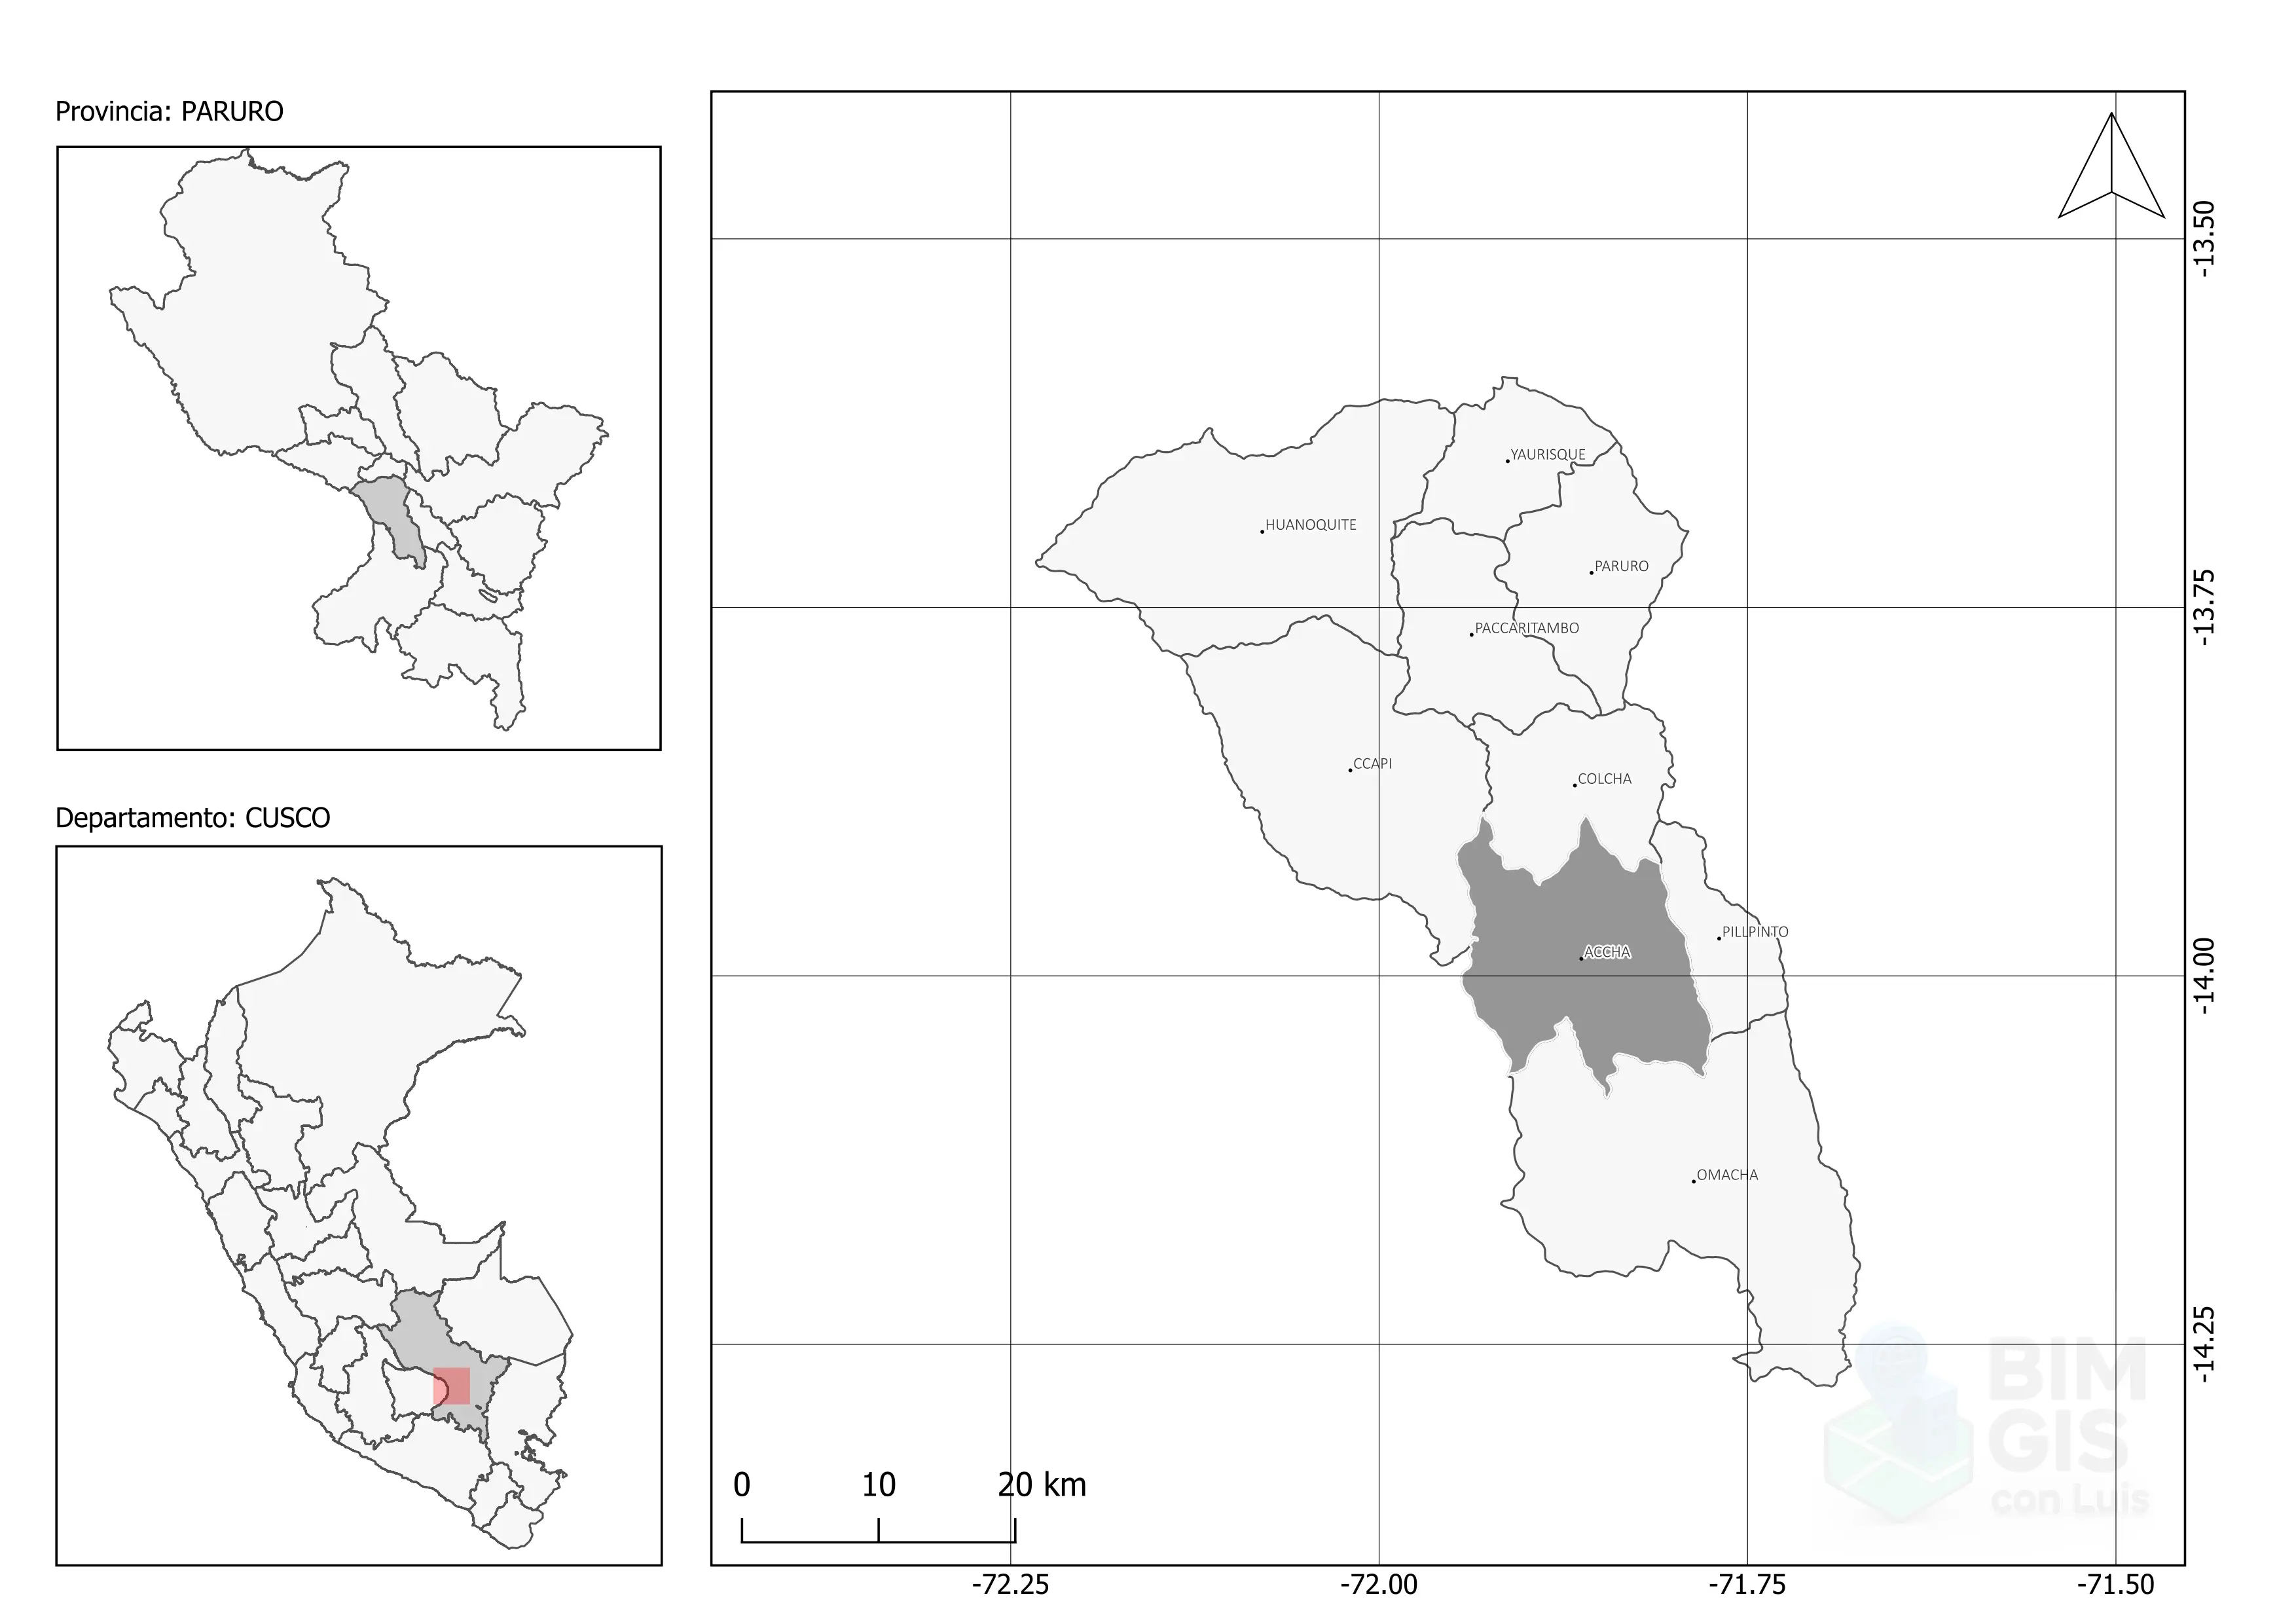 Provincia: PARURO
Departamento: CUSCO
YAURISQUE
HUANOQUITE
PARURO
PACCARITAMBO
CCAPI
COLCHA
PILLPINTO
ACCHA
OMACHA
-13.50
-13.75
-14.00
-14.25
0 10 20 km
-72.25 -72.00 -71.75 -71.50
BIM
GIS
con Luis